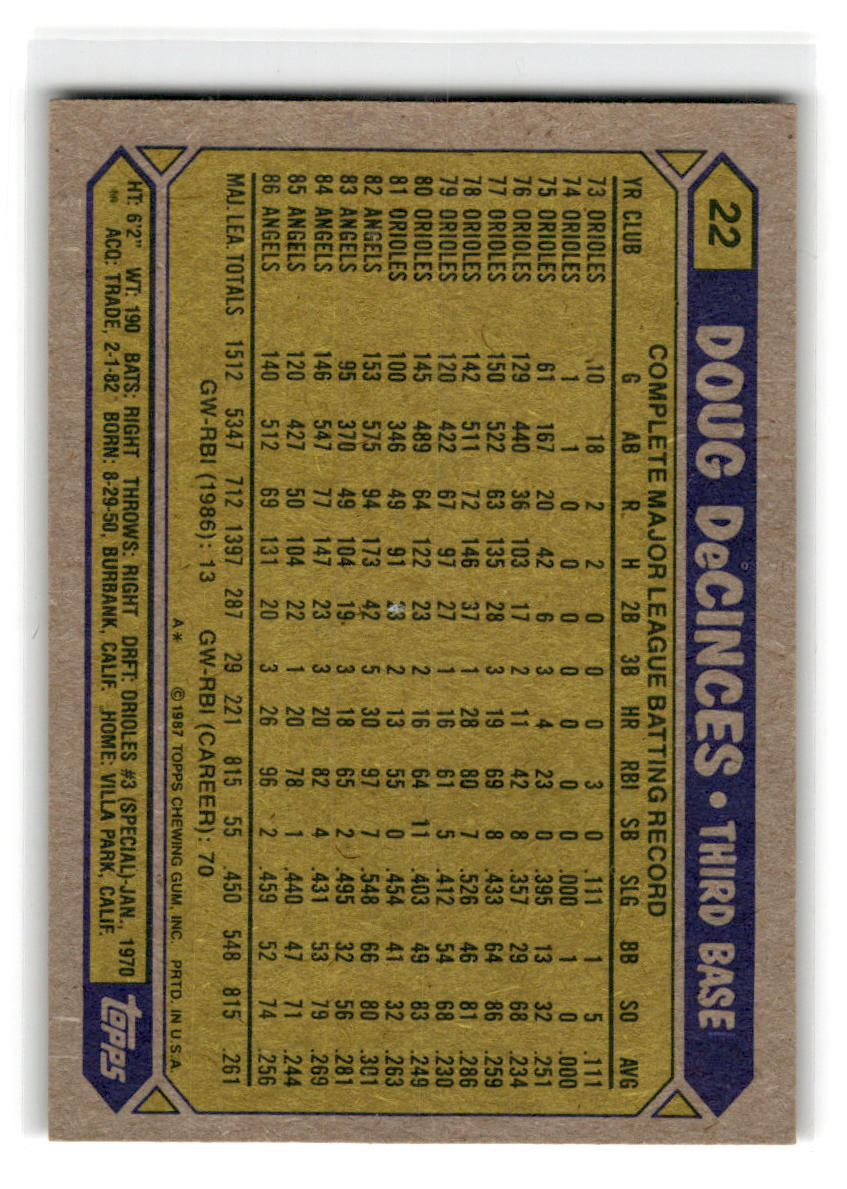 22 DOUG DeCINCES • THIRD BASE
COMPLETE MAJOR LEAGUE BATTING RECORD
YR CLUB G AB R H 2B 3B HR RBI SB SLG BB SO AVG
73 ORIOLES 10 18 2 2 0 0 0 3 0 .111 1 5 .111
74 ORIOLES 1 1 0 0 0 0 0 0 0 .000 1 0 .000
75 ORIOLES 61 167 20 42 6 3 4 23 0 .395 13 32 .251
76 ORIOLES 129 440 36 103 17 2 11 42 8 .357 29 68 .234
77 ORIOLES 150 522 63 135 28 3 19 69 8 .433 64 86 .259
78 ORIOLES 142 511 72 146 37 1 28 80 7 .526 46 81 .286
79 ORIOLES 120 422 67 97 27 1 16 61 5 .412 54 68 .230
80 ORIOLES 145 489 64 122 23 2 16 64 11 .403 49 83 .249
81 ORIOLES 100 346 49 91 23 2 13 55 0 .454 41 32 .263
82 ANGELS 153 575 94 173 42 5 30 97 7 .548 66 80 .301
83 ANGELS 95 370 49 104 19 3 18 65 2 .495 32 56 .281
84 ANGELS 146 547 77 147 23 3 20 82 4 .431 53 79 .269
85 ANGELS 120 427 50 104 22 1 20 78 1 .440 47 71 .244
86 ANGELS 140 512 69 131 20 3 26 96 2 .459 52 74 .256
MAJ. LEA. TOTALS 1512 5347 712 1397 287 29 221 815 55 .450 548 815 .261
GW-RBI (1986): 13 GW-RBI (CAREER): 70
A* ©1987 TOPPS CHEWING GUM, INC. PRTD. IN U.S.A.
HT: 6'2" WT: 190 BATS: RIGHT THROWS: RIGHT DRFT: ORIOLES #3 (SPECIAL)-JAN., 1970
ACQ: TRADE, 2-1-82 BORN: 8-29-50, BURBANK, CALIF. HOME: VILLA PARK, CALIF.
TOPPS